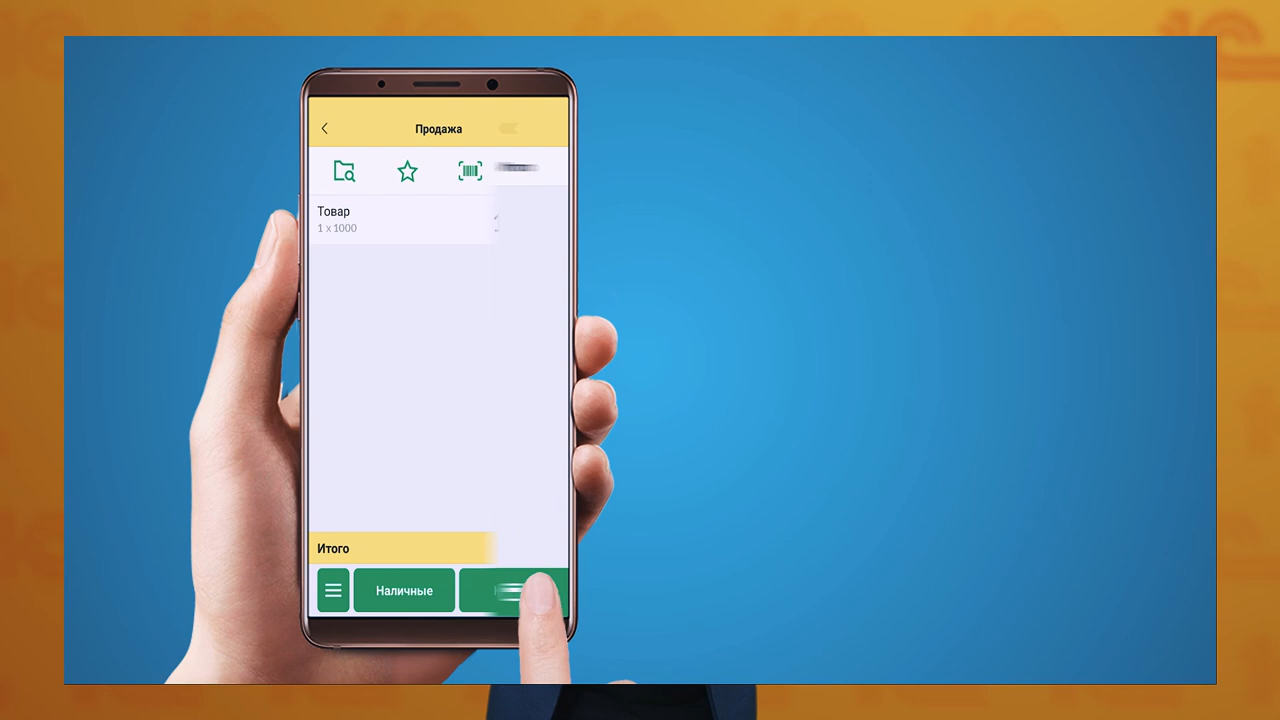 Продажа
Товар
1 x 1000
Итого
Наличные